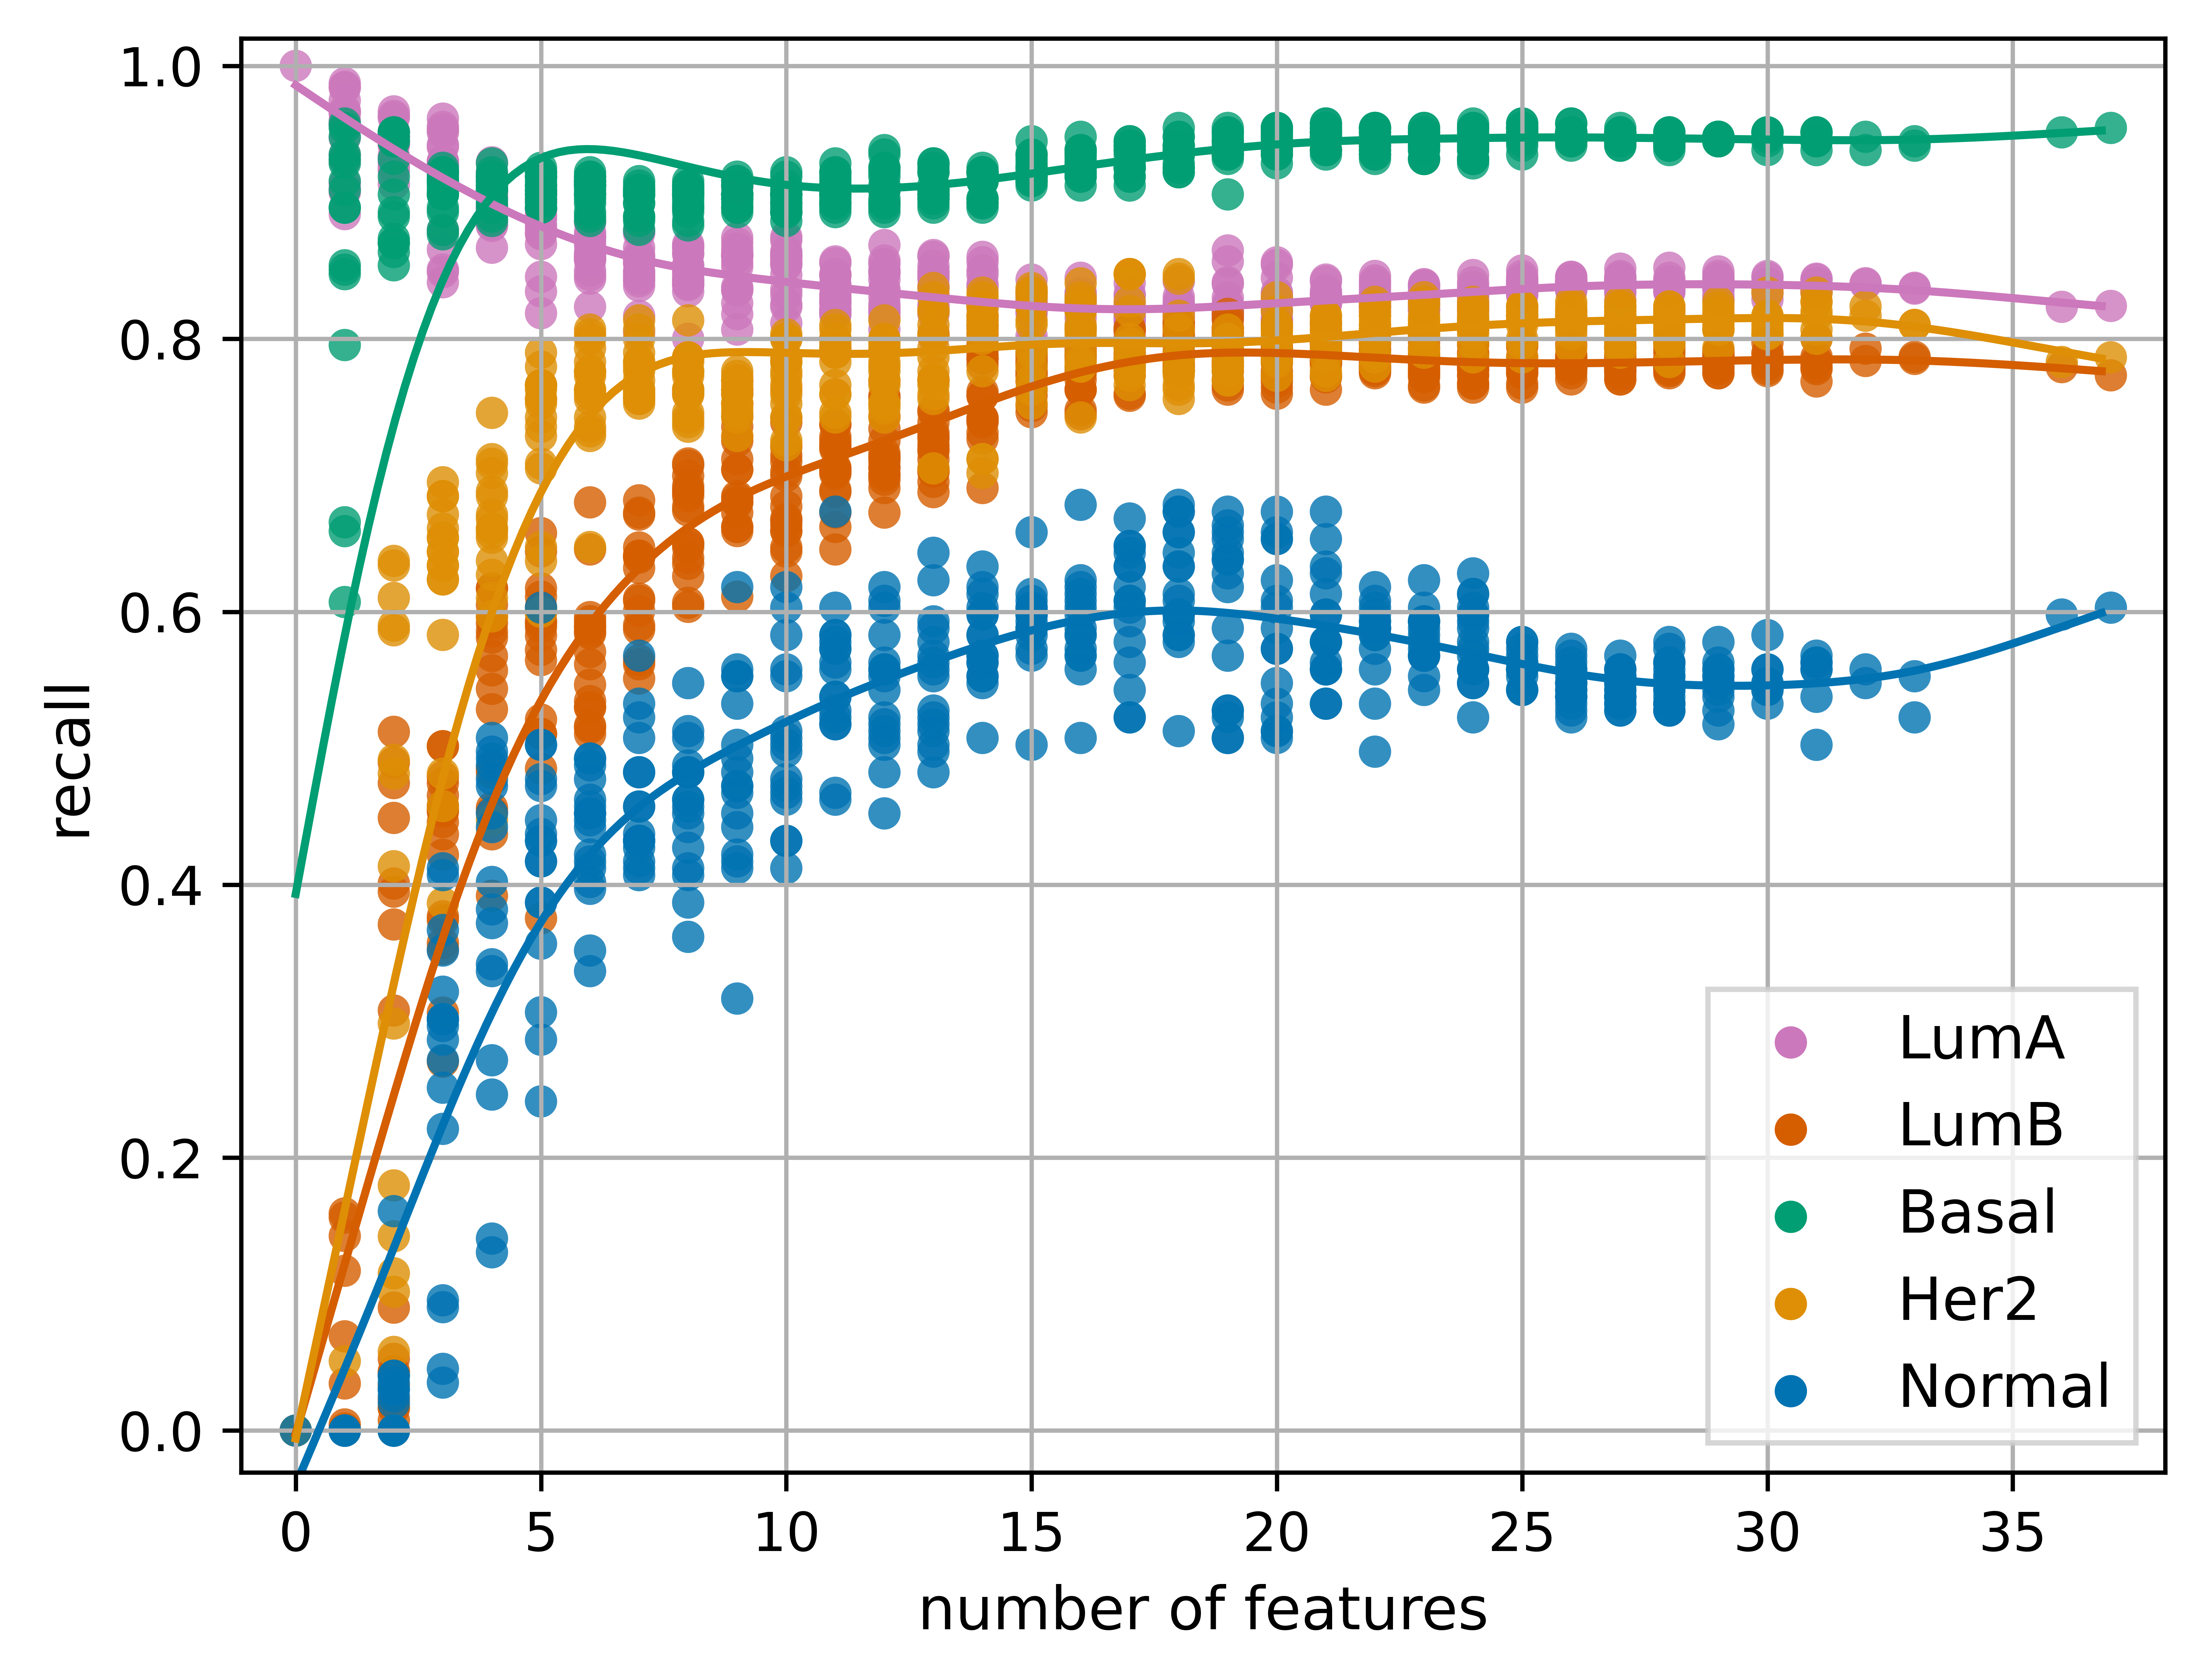 1.0
0.8
0.6
0.4
0.2
0.0
recall
0 5 10 15 20 25 30 35
number of features
LumA
LumB
Basal
Her2
Normal